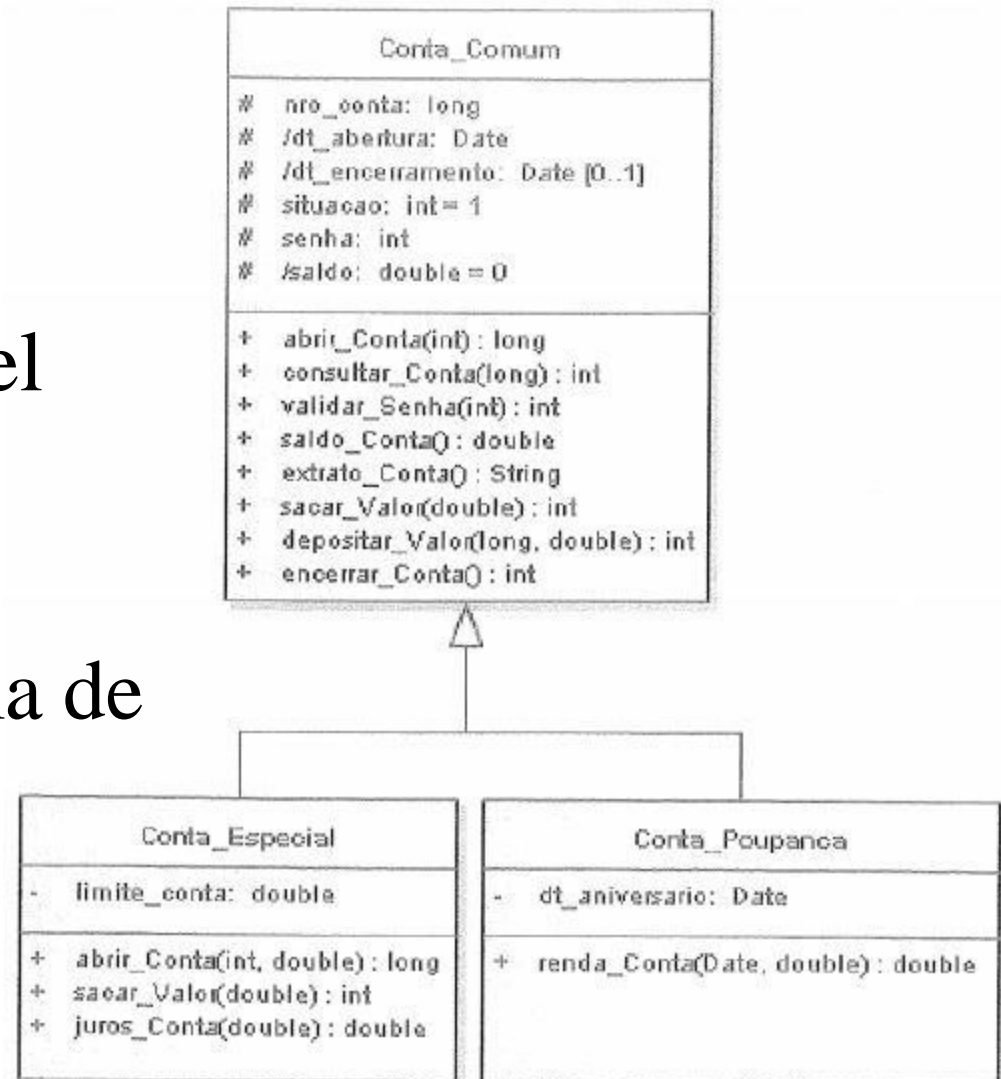 Conta_Comum
# nro_conta: long
# /dt_abertura: Date
# /dt_encerramento: Date [0..1]
# situacao: int = 1
# senha: int
# /saldo: double = 0
el
+ abrir_Conta(int) : long
+ consultar_Conta(long) : int
+ validar_Senha(int) : int
+ saldo_Conta() : double
+ extrato_Conta() : String
+ sacar_Valor(double) : int
+ depositar_Valor(long, double) : int
+ encerrar_Conta() : int
a de
Conta_Especial
- limite_conta: double
+ abrir_Conta(int, double) : long
+ sacar_Valor(double) : int
+ juros_Conta(double) : double
Conta_Poupanca
- dt_aniversario: Date
+ renda_Conta(Date, double) : double